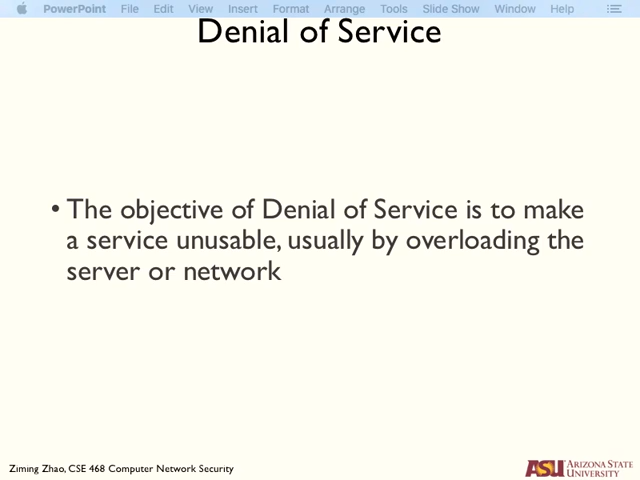 PowerPoint File Edit View Insert Format Arrange Tools Slide Show Window Help
Denial of Service
• The objective of Denial of Service is to make
a service unusable, usually by overloading the
server or network
Ziming Zhao, CSE 468 Computer Network Security
ASU ARIZONA STATE
UNIVERSITY